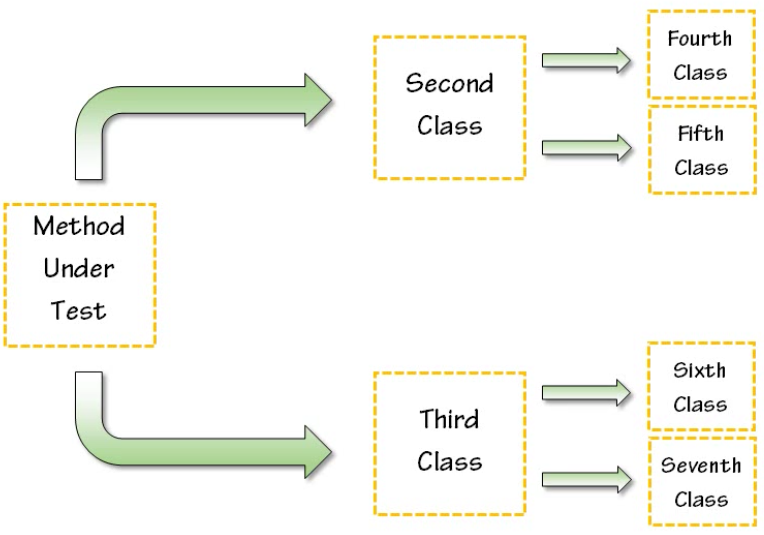 Method
Under
Test
Second
Class
Fourth
Class
Fifth
Class
Third
Class
Sixth
Class
Seventh
Class